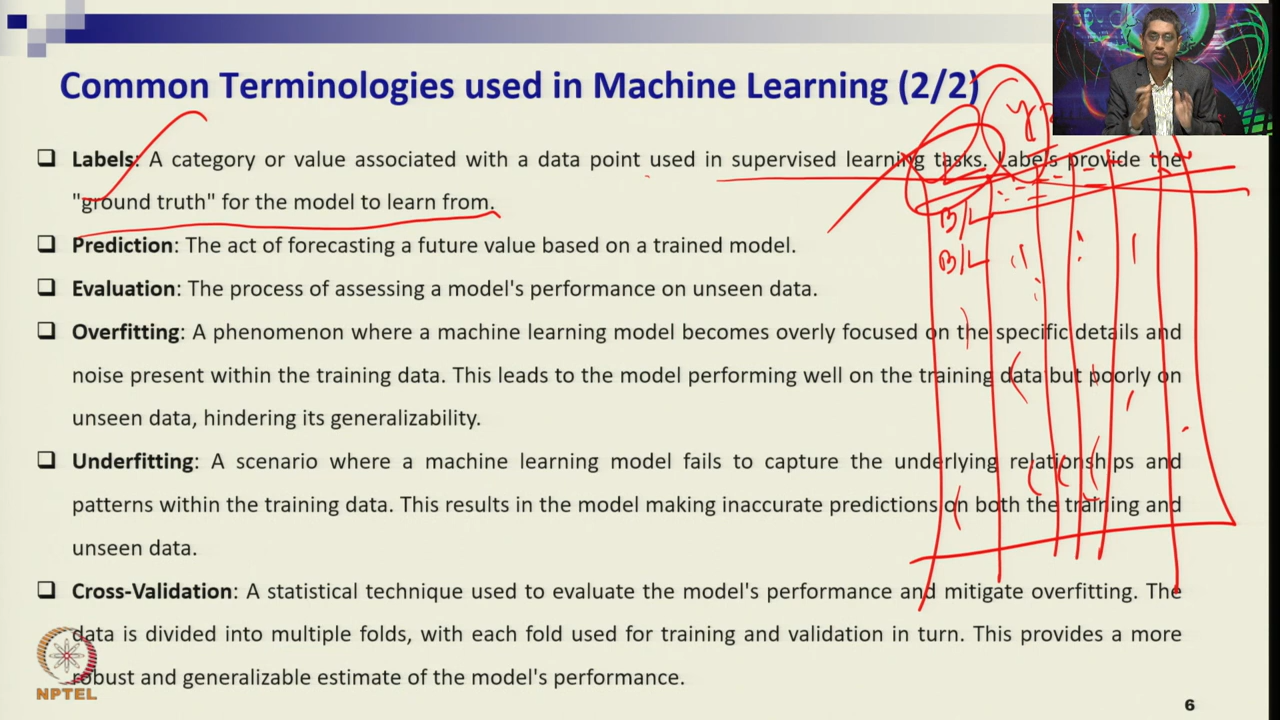 Common Terminologies used in Machine Learning (2/2)
❑ Labels: A category or value associated with a data point used in supervised learning tasks. Labels provide the
"ground truth" for the model to learn from.
❑ Prediction: The act of forecasting a future value based on a trained model.
❑ Evaluation: The process of assessing a model's performance on unseen data.
❑ Overfitting: A phenomenon where a machine learning model becomes overly focused on the specific details and
noise present within the training data. This leads to the model performing well on the training data but poorly on
unseen data, hindering its generalizability.
❑ Underfitting: A scenario where a machine learning model fails to capture the underlying relationships and
patterns within the training data. This results in the model making inaccurate predictions on both the training and
unseen data.
❑ Cross-Validation: A statistical technique used to evaluate the model's performance and mitigate overfitting. The
data is divided into multiple folds, with each fold used for training and validation in turn. This provides a more
robust and generalizable estimate of the model's performance.
B/L
B/L
NPTEL
6